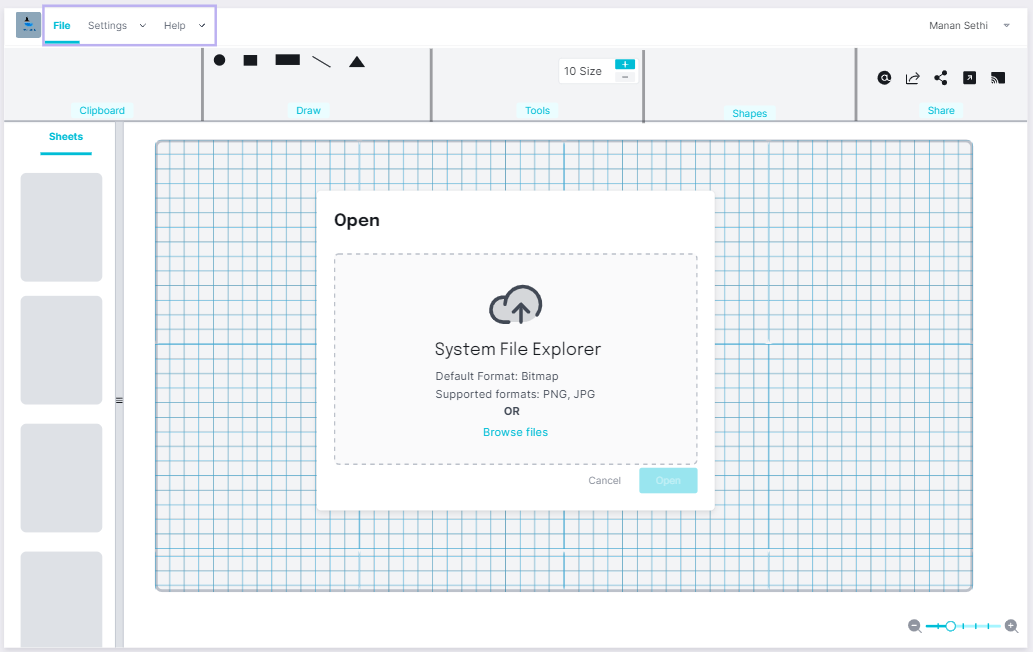 File Settings Help Manan Sethi
10 Size
Clipboard Draw Tools Shapes Share
Sheets
Open
System File Explorer
Default Format: Bitmap
Supported formats: PNG, JPG
OR
Browse files
Cancel Open